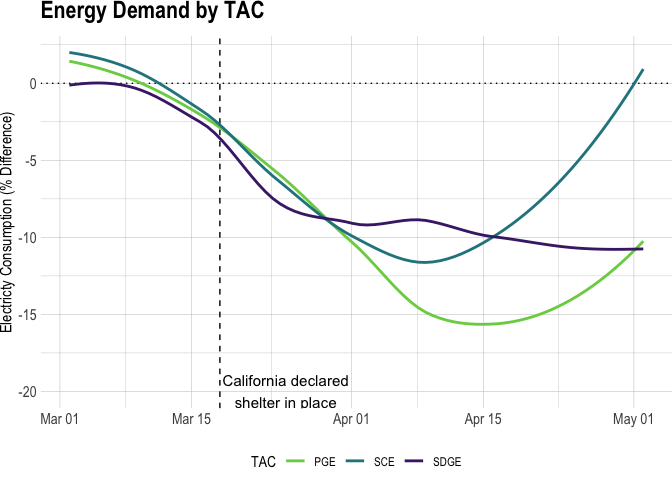 Energy Demand by TAC
Electricty Consumption (% Difference)
0
-5
-10
-15
-20
California declared
shelter in place
Mar 01 Mar 15 Apr 01 Apr 15 May 01
TAC PGE SCE SDGE